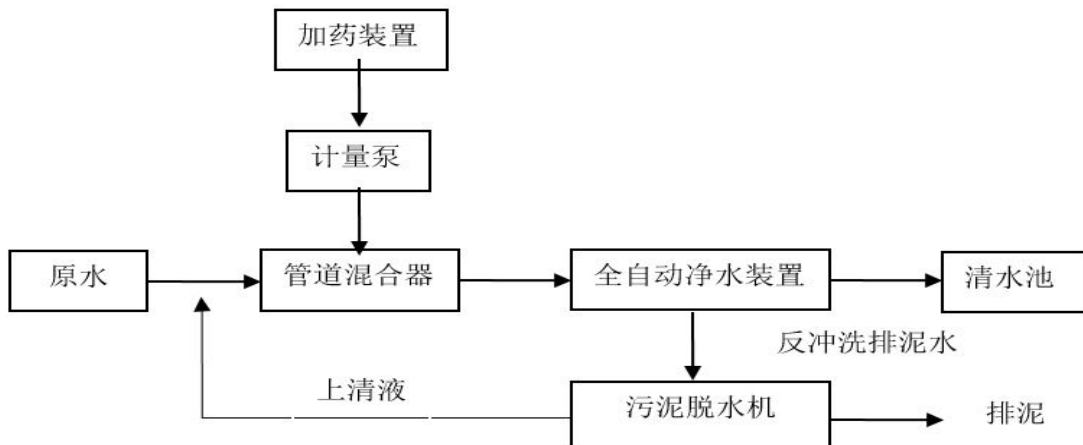 加药装置
计量泵
原水
管道混合器
全自动净水装置
清水池
反冲洗排泥水
上清液
污泥脱水机
排泥